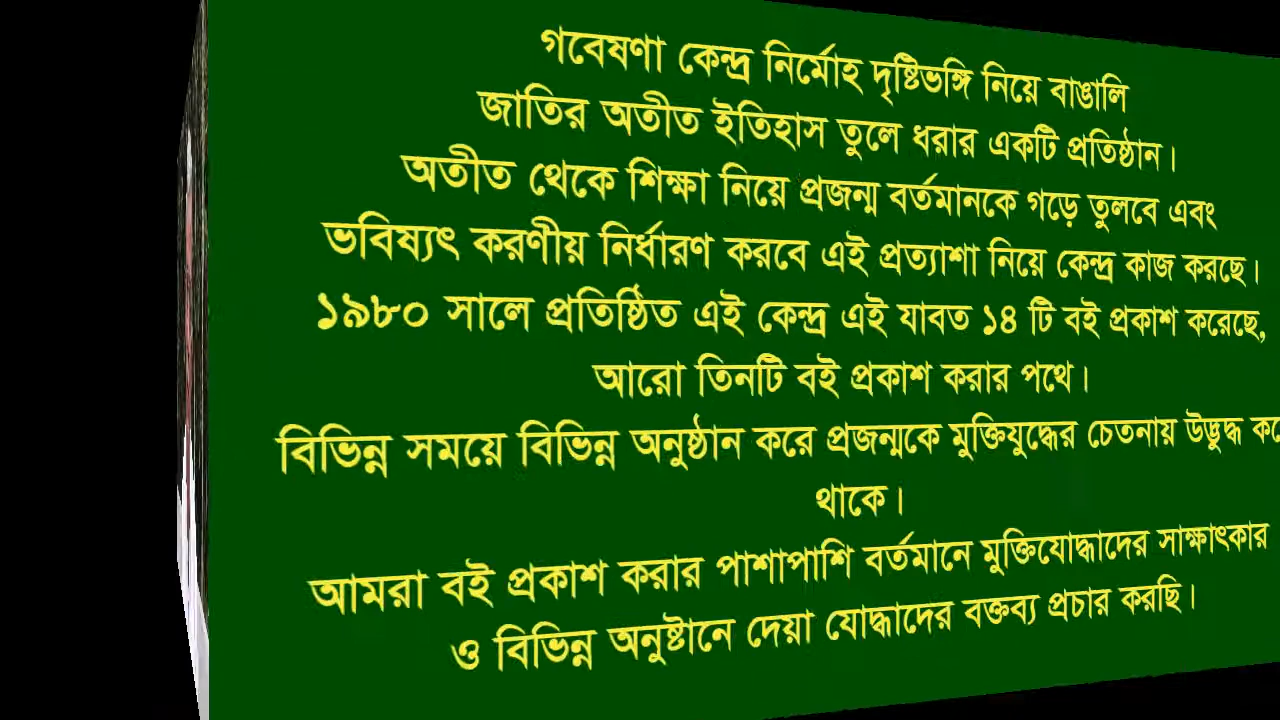 গবেষণা কেন্দ্র নির্মোহ দৃষ্টিভঙ্গি নিয়ে বাঙালি
জাতির অতীত ইতিহাস তুলে ধরার একটি প্রতিষ্ঠান।
অতীত থেকে শিক্ষা নিয়ে প্রজন্ম বর্তমানকে গড়ে তুলবে এবং
ভবিষ্যৎ করণীয় নির্ধারণ করবে এই প্রত্যাশা নিয়ে কেন্দ্র কাজ করছে।
১৯৮০ সালে প্রতিষ্ঠিত এই কেন্দ্র এই যাবত ১৪ টি বই প্রকাশ করেছে,
আরো তিনটি বই প্রকাশ করার পথে।
বিভিন্ন সময়ে বিভিন্ন অনুষ্ঠান করে প্রজন্মকে মুক্তিযুদ্ধের চেতনায় উদ্ভুদ্ধ
থাকে।
আমরা বই প্রকাশ করার পাশাপাশি বর্তমানে মুক্তিযোদ্ধাদের সাক্ষাৎকার
ও বিভিন্ন অনুষ্টানে দেয়া যোদ্ধাদের বক্তব্য প্রচার করছি।